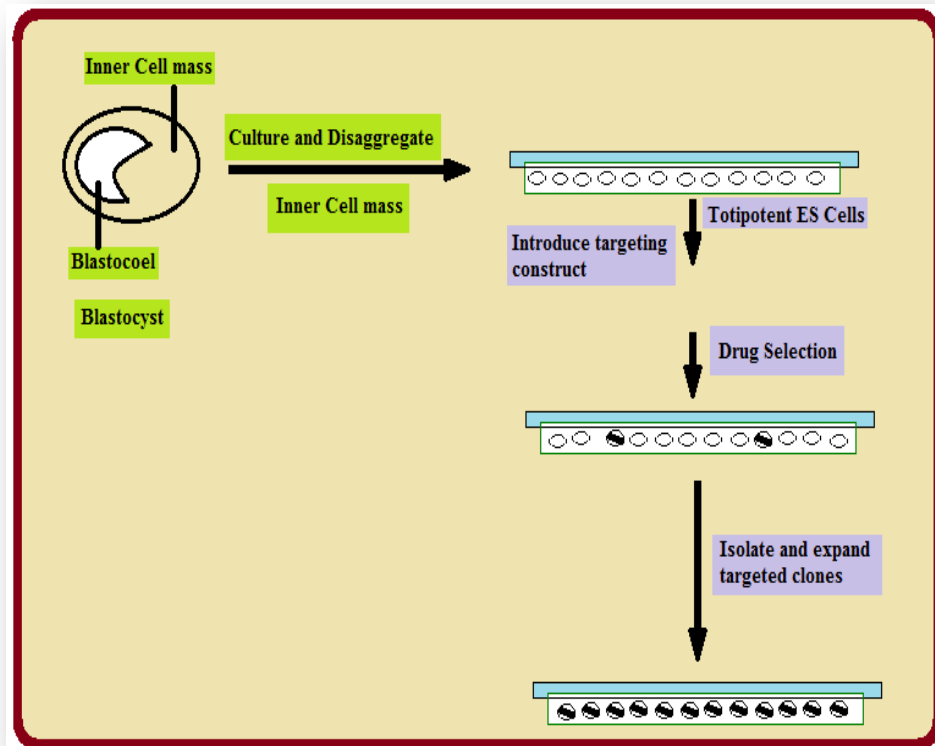 Inner Cell mass
Culture and Disaggregate
Inner Cell mass
Blastocoel
Blastocyst
Totipotent ES Cells
Introduce targeting
construct
Drug Selection
Isolate and expand
targeted clones